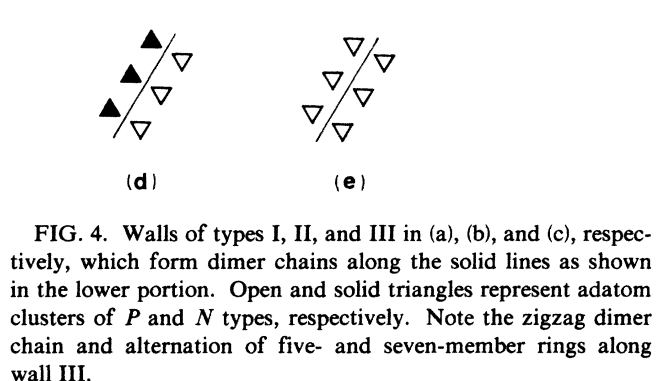 (d) (e)
FIG. 4. Walls of types I, II, and III in (a), (b), and (c), respec-
tively, which form dimer chains along the solid lines as shown
in the lower portion. Open and solid triangles represent adatom
clusters of P and N types, respectively. Note the zigzag dimer
chain and alternation of five- and seven-member rings along
wall III.